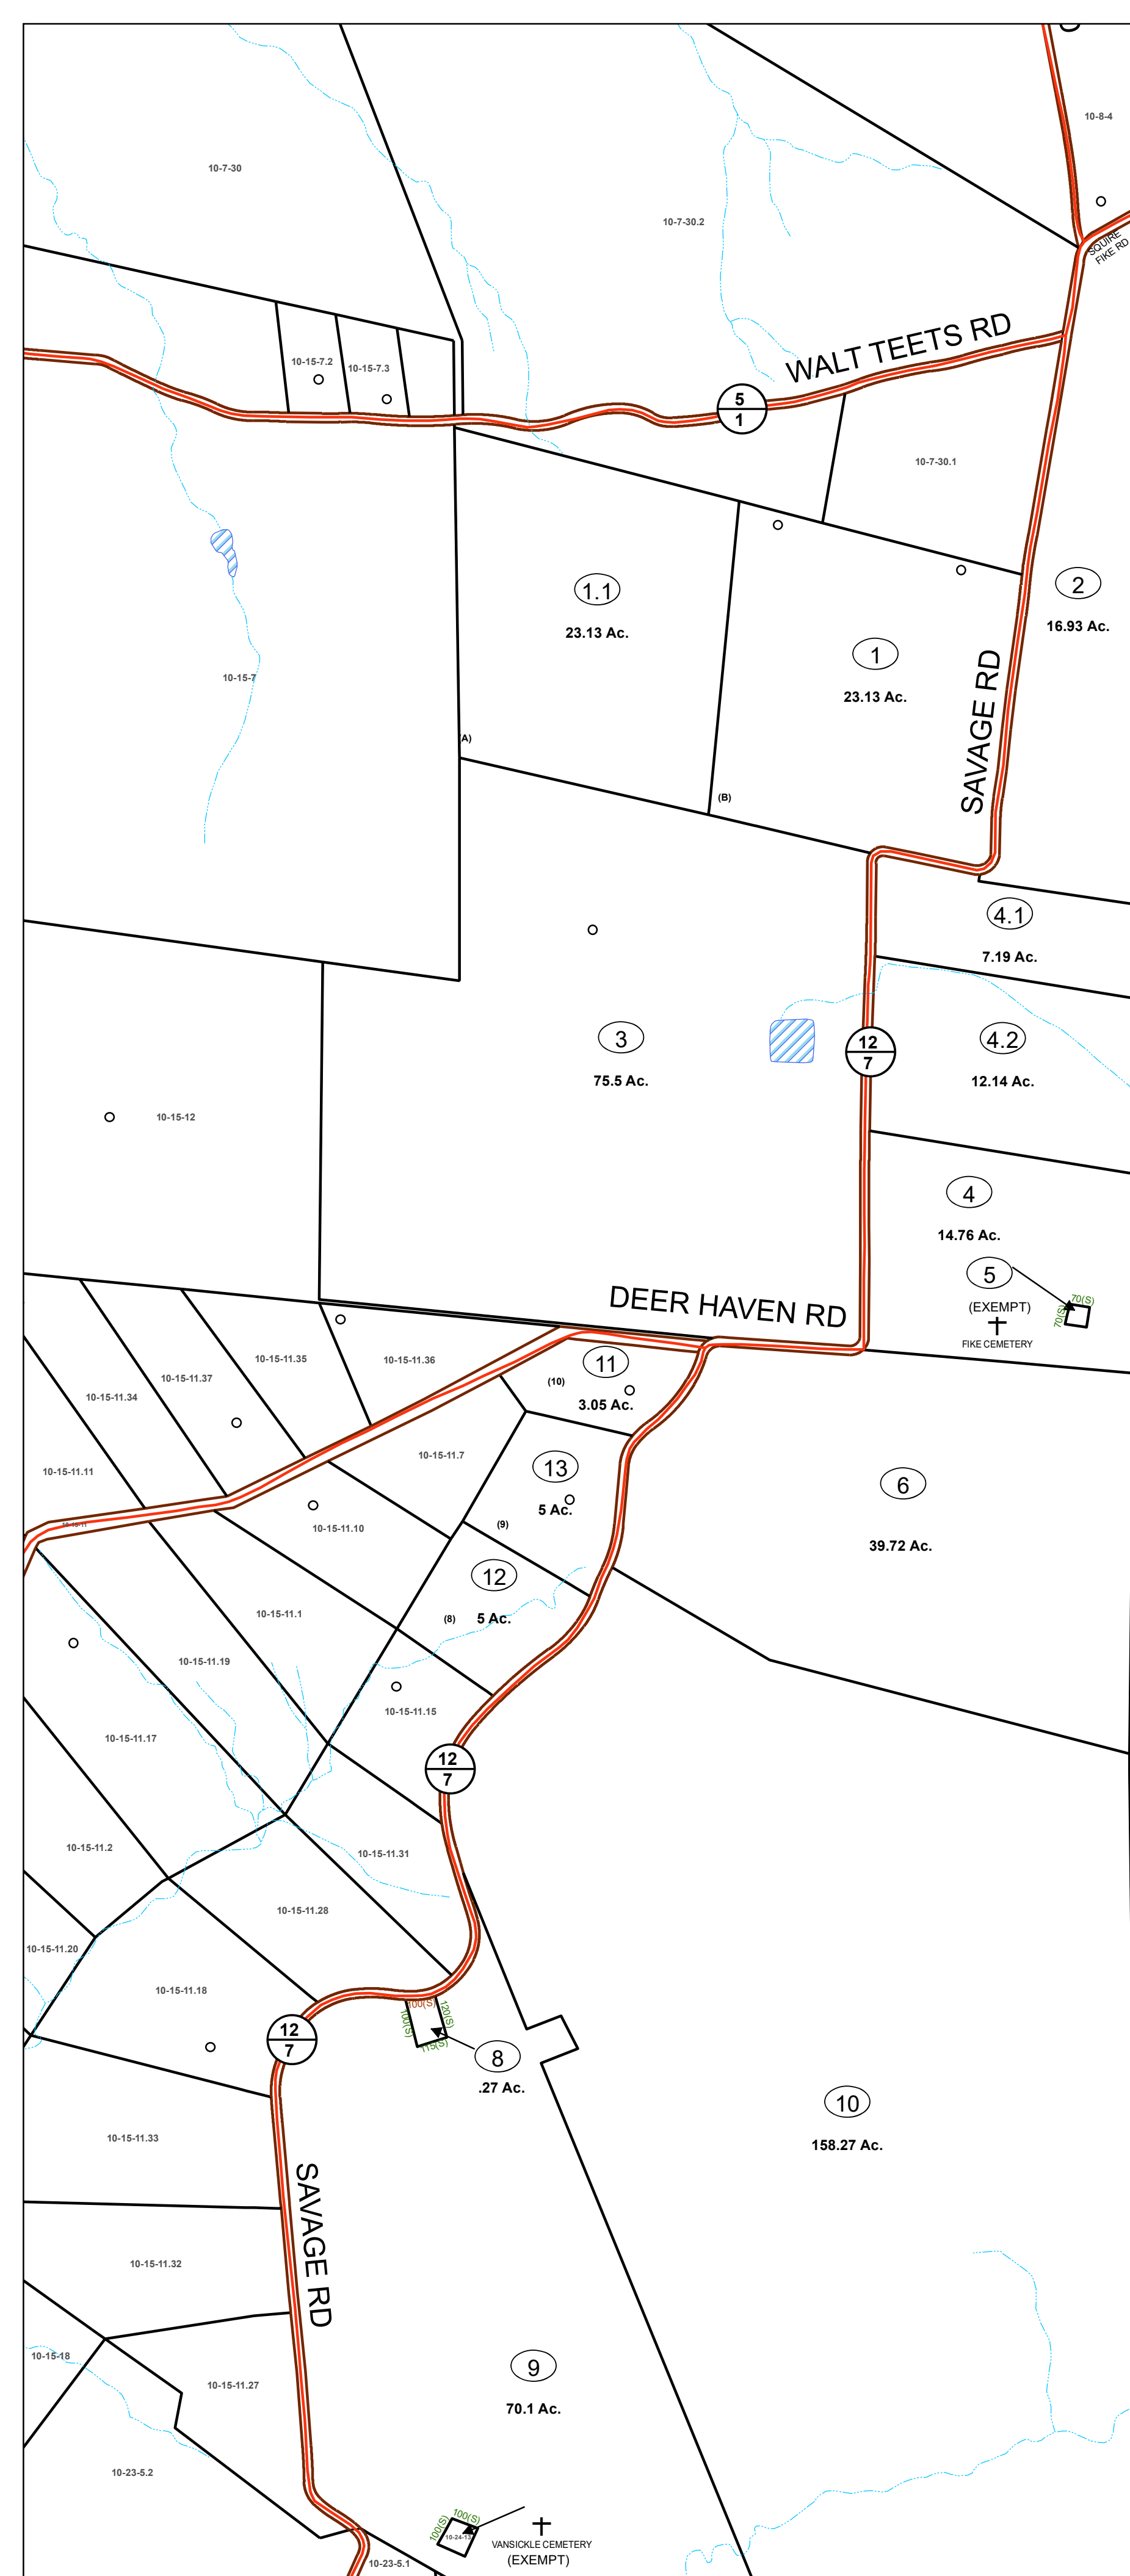 10-8-4
10-7-30
10-7-30.2
SQUIRE
FIKE RD
WALT TEETS RD
10-15-7.2
10-15-7.3
5
1
10-7-30.1
1.1
23.13 Ac.
2
16.93 Ac.
1
23.13 Ac.
SAVAGE RD
10-15-7
(A)
(B)
4.1
7.19 Ac.
3
75.5 Ac.
12
7
4.2
12.14 Ac.
10-15-12
4
14.76 Ac.
5
(EXEMPT)
FIKE CEMETERY
70(S)
70(S)
DEER HAVEN RD
10-15-11.36
10-15-11.35
10-15-11.37
10-15-11.34
11
(10)
3.05 Ac.
10-15-11.7
10-15-11.11
13
5 Ac.
(9)
6
39.72 Ac.
10-15-11
10-15-11.10
12
(8)
5 Ac.
10-15-11.1
10-15-11.19
10-15-11.15
10-15-11.17
12
7
10-15-11.2
10-15-11.31
10-15-11.28
10-15-11.20
10-15-11.18
100(S)
100(S)
120(S)
115(S)
12
7
8
.27 Ac.
10
158.27 Ac.
10-15-11.33
SAVAGE RD
10-15-11.32
10-15-18
10-15-11.27
9
70.1 Ac.
10-23-5.2
100(S)
100(S)
10-24-13
VANSICKLE CEMETERY
(EXEMPT)
10-23-5.1